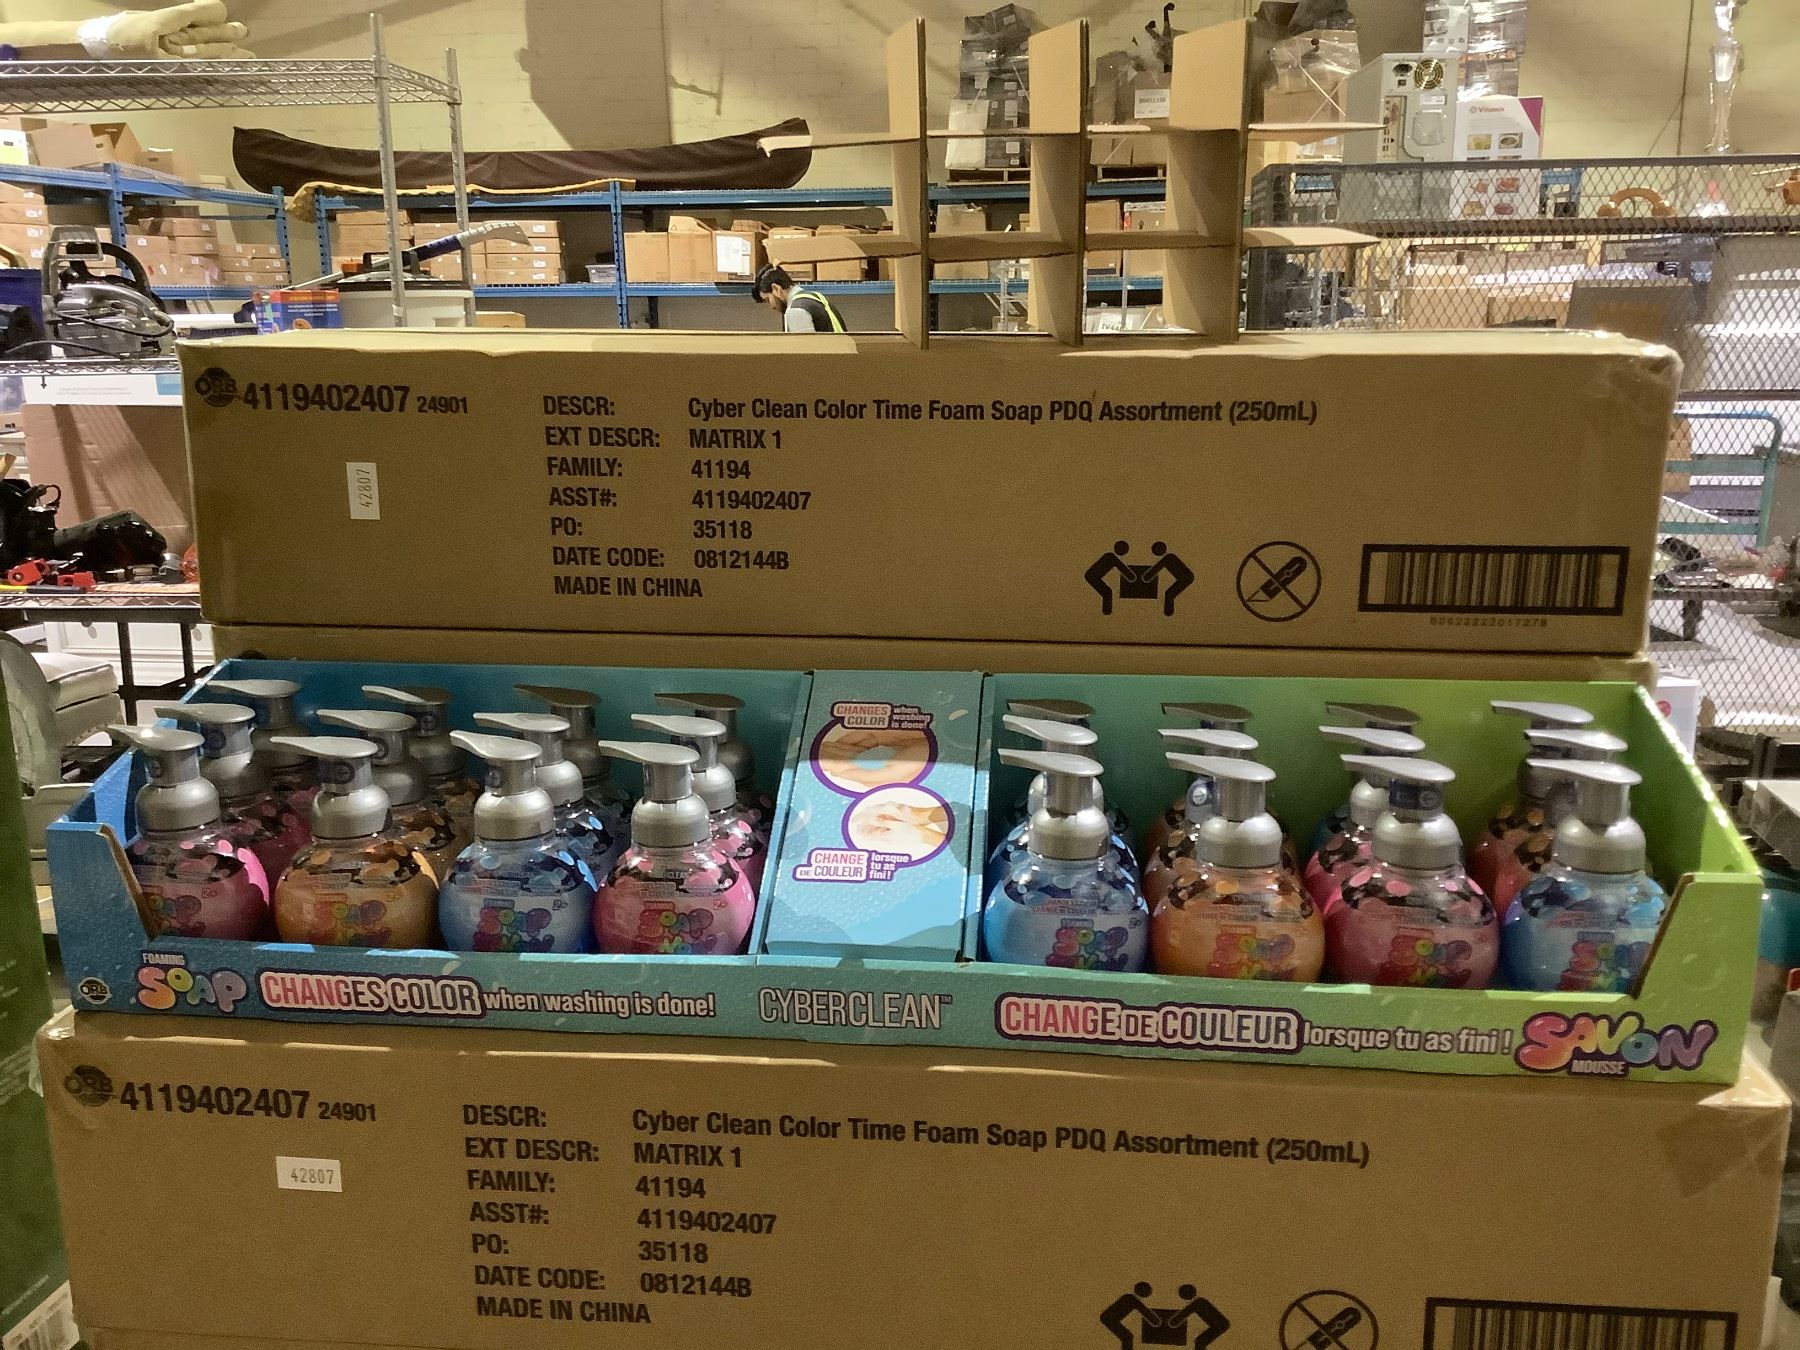 Vitamix
ORB 4119402407 24901
DESCR: Cyber Clean Color Time Foam Soap PDQ Assortment (250mL)
EXT DESCR: MATRIX 1
FAMILY: 41194
ASST#: 4119402407
PO: 35118
DATE CODE: 0812144B
MADE IN CHINA
42807
CHANGES when
COLOR washing
is done!
CHANGE lorsque
DE COULEUR tu as
fini!
ORB
FOAMING
SOAP CHANGES COLOR when washing is done! CYBERCLEAN™ CHANGE DE COULEUR lorsque tu as fini ! SAVON
MOUSSE
ORB 4119402407 24901
DESCR: Cyber Clean Color Time Foam Soap PDQ Assortment (250mL)
EXT DESCR: MATRIX 1
FAMILY: 41194
ASST#: 4119402407
PO: 35118
DATE CODE: 0812144B
MADE IN CHINA
42807